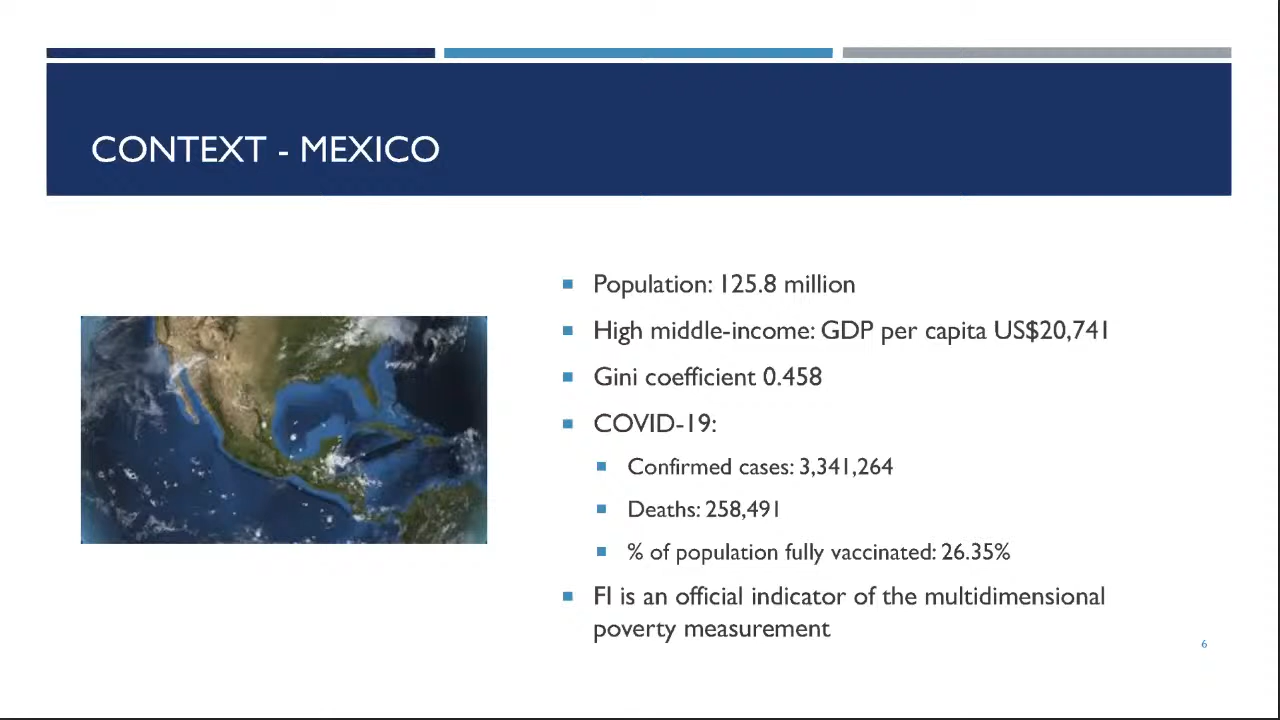 CONTEXT - MEXICO
Population: 125.8 million
High middle-income: GDP per capita US$20,741
Gini coefficient 0.458
COVID-19:
Confirmed cases: 3,341,264
Deaths: 258,491
% of population fully vaccinated: 26.35%
FI is an official indicator of the multidimensional
poverty measurement
6